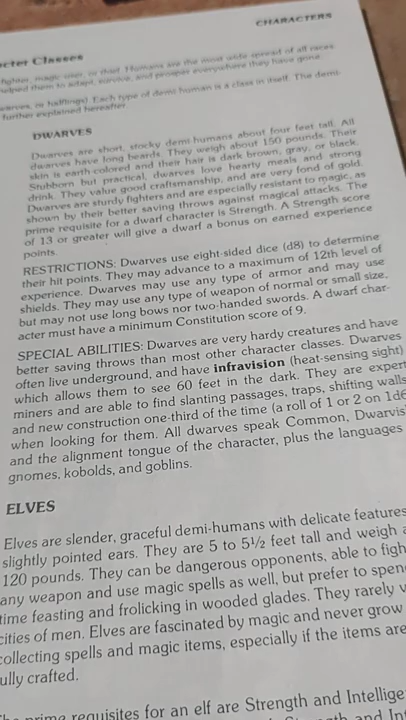 CHARACTERS
cter Classes
fighter, magic user, or thief. Humans are the most wide spread of all races.
helped them to adapt, survive, and prosper everywhere they have gone.
warves, or halflings) Each type of demi human is a class in itself. The demi-
further explained hereafter.
DWARVES
Dwarves are short, stocky demi humans about four feet tall. All
dwarves have long beards. They weigh about 150 pounds. Their
skin is earth-colored and their hair is dark brown, gray, or black.
Stubborn but practical, dwarves love hearty meals and strong
drink. They value good craftsmanship, and are very fond of gold.
Dwarves are sturdy fighters and are especially resistant to magic, as
shown by their better saving throws against magical attacks. The
prime requisite for a dwarf character is Strength. A Strength score
of 13 or greater will give a dwarf a bonus on earned experience
points.
RESTRICTIONS: Dwarves use eight-sided dice (d8) to determine
their hit points. They may advance to a maximum of 12th level of
experience. Dwarves may use any type of armor and may use
shields. They may use any type of weapon of normal or small size,
but may not use long bows nor two-handed swords. A dwarf char-
acter must have a minimum Constitution score of 9.
SPECIAL ABILITIES: Dwarves are very hardy creatures and have
better saving throws than most other character classes. Dwarves
often live underground, and have infravision (heat-sensing sight)
which allows them to see 60 feet in the dark. They are expert
miners and are able to find slanting passages, traps, shifting walls
and new construction one-third of the time (a roll of 1 or 2 on 1d6
when looking for them. All dwarves speak Common, Dwarvis
and the alignment tongue of the character, plus the languages
gnomes, kobolds, and goblins.
ELVES
Elves are slender, graceful demi-humans with delicate features
slightly pointed ears. They are 5 to 5½ feet tall and weigh a
120 pounds. They can be dangerous opponents, able to figh
any weapon and use magic spells as well, but prefer to spen
time feasting and frolicking in wooded glades. They rarely v
cities of men. Elves are fascinated by magic and never grow
collecting spells and magic items, especially if the items are
ully crafted.
prime requisites for an elf are Strength and Intellige